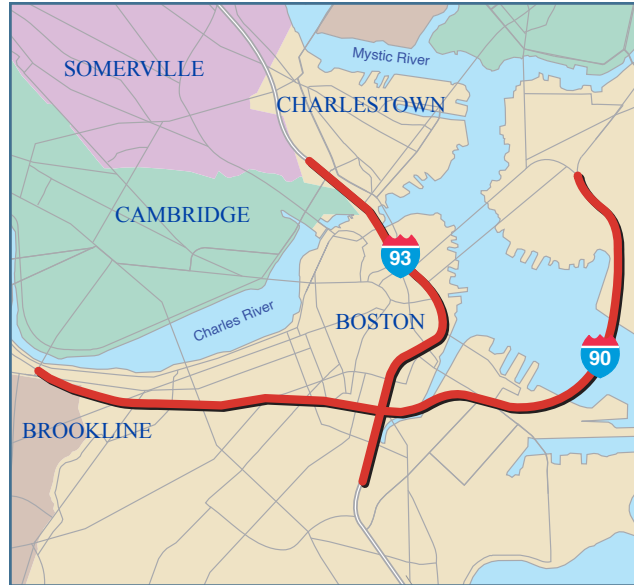 SOMERVILLE
Mystic River
CHARLESTOWN
CAMBRIDGE
93
Charles River
BOSTON
90
BROOKLINE